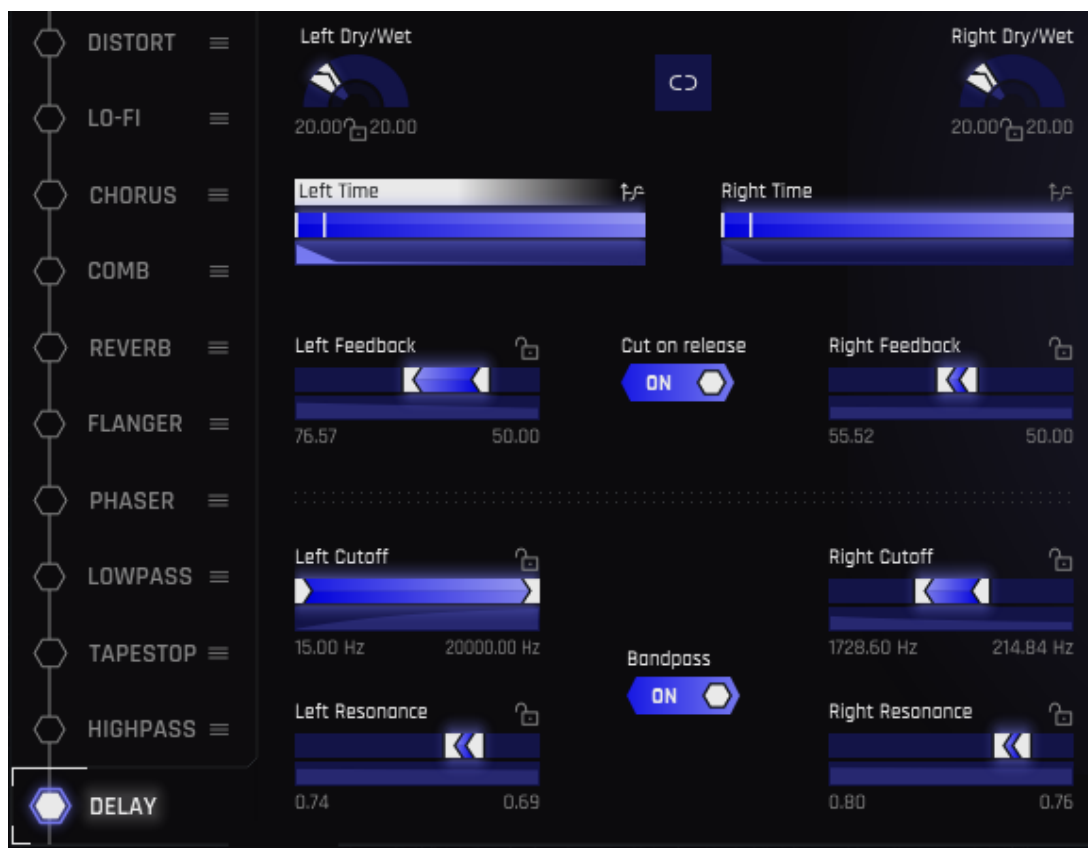 DISTORT
LO-FI
CHORUS
COMB
REVERB
FLANGER
PHASER
LOWPASS
TAPESTOP
HIGHPASS
DELAY
Left Dry/Wet
20.00 20.00
Right Dry/Wet
20.00 20.00
Left Time
Right Time
Left Feedback
76.57 50.00
Cut on release
ON
Right Feedback
55.52 50.00
Left Cutoff
15.00 Hz 20000.00 Hz
Right Cutoff
1728.60 Hz 214.84 Hz
Bandpass
ON
Left Resonance
0.74 0.69
Right Resonance
0.80 0.76